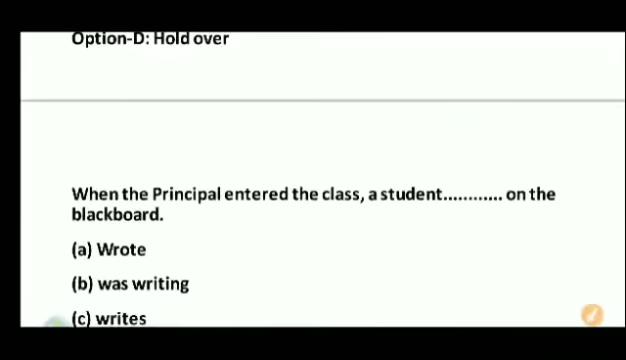 Option-D: Hold over
When the Principal entered the class, a student............ on the
blackboard.
(a) Wrote
(b) was writing
(c) writes